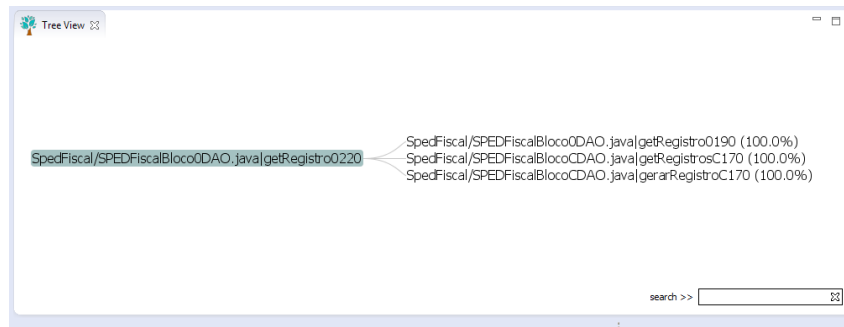 Tree View
SpedFiscal/SPEDFiscalBloco0DAO.java|getRegistro0190 (100.0%)
SpedFiscal/SPEDFiscalBloco0DAO.java|getRegistro0220
SpedFiscal/SPEDFiscalBlocoCDAO.java|getRegistrosC170 (100.0%)
SpedFiscal/SPEDFiscalBlocoCDAO.java|gerarRegistroC170 (100.0%)
search >>